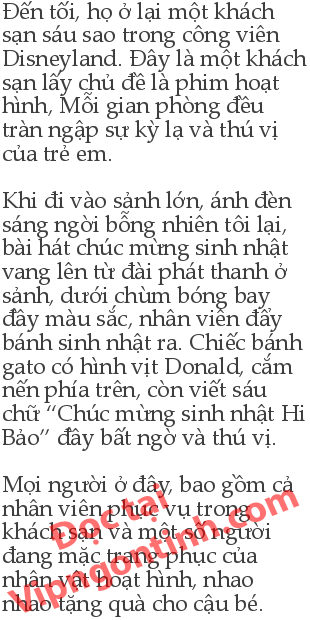 Đến tối, họ ở lại một khách
sạn sáu sao trong công viên
Disneyland. Đây là một khách
sạn lấy chủ đề là phim hoạt
hình, Mỗi gian phòng đều
tràn ngập sự kỳ lạ và thú vị
của trẻ em.
Khi đi vào sảnh lớn, ánh đèn
sáng ngời bỗng nhiên tôi lại,
bài hát chúc mừng sinh nhật
vang lên từ đài phát thanh ở
sảnh, dưới chùm bóng bay
đây màu sắc, nhân viên đẩy
bánh sinh nhật ra. Chiếc bánh
gato có hình vịt Donald, cắm
nến phía trên, còn viết sáu
chữ “Chúc mừng sinh nhật Hi
Bảo” đây bất ngờ và thú vị.
Mọi người ở đây, bao gồm cả
nhân viên phục vụ trong
khách sạn và một số người
đang mặc trang phục của
nhân vật hoạt hình, nhao
nhao tặng quà cho cậu bé.
Đọc tại
Vipngontinh.com